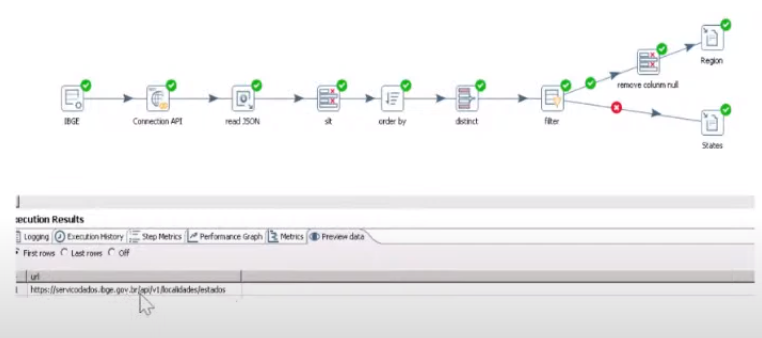 Region
remove colunm null
IBGE
Connection API
read JSON
slt
order by
distinct
filter
States
xecution Results
Logging Execution History Step Metrics Performance Graph Metrics Preview data
First rows Last rows Off
url
https://servicodados.ibge.gov.br/api/v1/localidades/estados